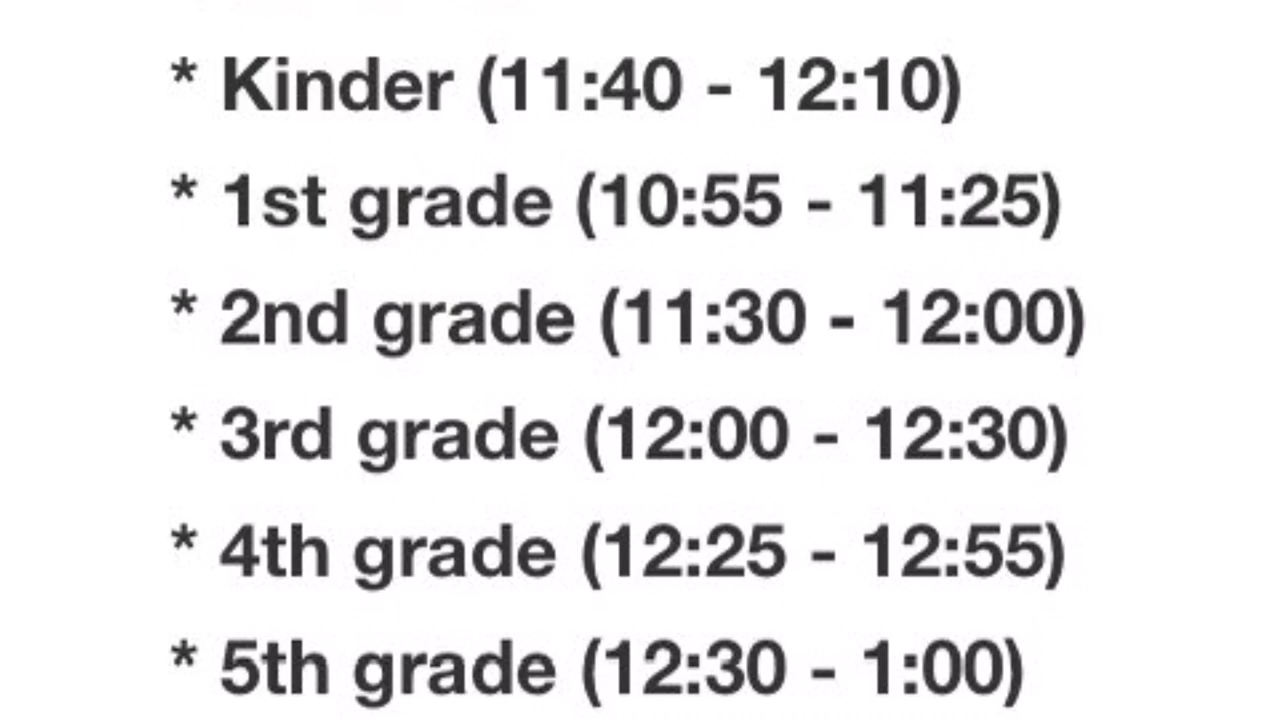 * Kinder (11:40 - 12:10)
* 1st grade (10:55 - 11:25)
* 2nd grade (11:30 - 12:00)
* 3rd grade (12:00 - 12:30)
* 4th grade (12:25 - 12:55)
* 5th grade (12:30 - 1:00)